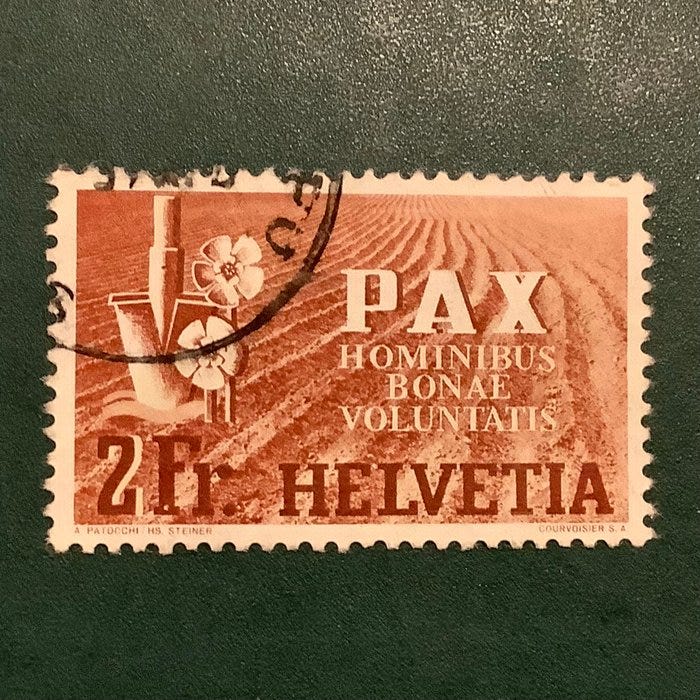 PAX
HOMINIBUS
BONAE
VOLUNTATIS
2Fr. HELVETIA
A. PATOCCHI / HS. STEINER
COURVOISIER S. A.